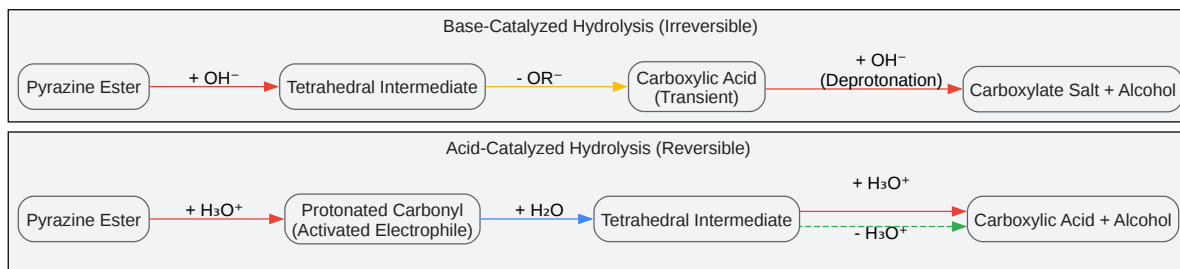 Base-Catalyzed Hydrolysis (Irreversible)
Pyrazine Ester
+ OH⁻
Tetrahedral Intermediate
- OR⁻
Carboxylic Acid
(Transient)
+ OH⁻
(Deprotonation)
Carboxylate Salt + Alcohol
Acid-Catalyzed Hydrolysis (Reversible)
Pyrazine Ester
+ H₃O⁺
Protonated Carbonyl
(Activated Electrophile)
+ H₂O
Tetrahedral Intermediate
+ H₃O⁺
- H₃O⁺
Carboxylic Acid + Alcohol